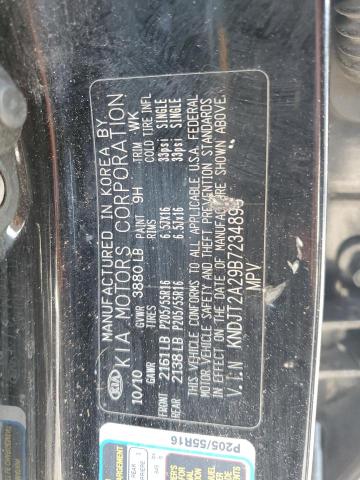 MANUFACTURED IN KOREA BY
KIA MOTORS CORPORATION
10/10 GVWR 3880 LB PAINT 9H TRIM WK
GAWR TIRES RIMS COLD TIRE INFL
FRONT 2161 LB P205/55R16 6.5Jx16 33psi SINGLE
REAR 2138 LB P205/55R16 6.5Jx16 33psi SINGLE
THIS VEHICLE CONFORMS TO ALL APPLICABLE U.S.A. FEDERAL
MOTOR VEHICLE SAFETY AND THEFT PREVENTION STANDARDS
IN EFFECT ON THE DATE OF MANUFACTURE SHOWN ABOVE.
V.I.N KNDJT2A29B7234899
MPV
P205/55R16